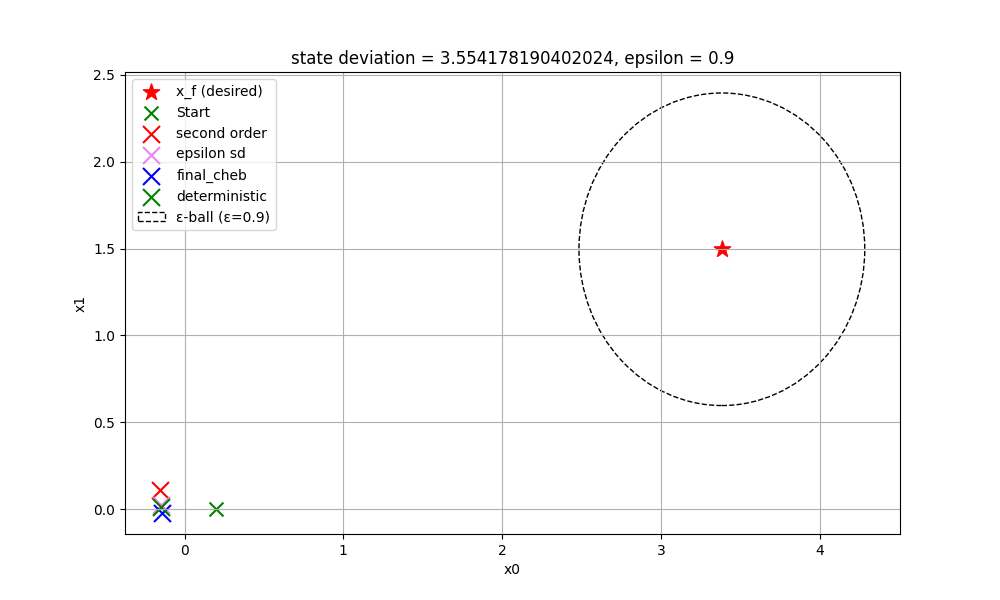 state deviation = 3.554178190402024, epsilon = 0.9
x_f (desired)
Start
second order
epsilon sd
final_cheb
deterministic
ε-ball (ε=0.9)
2.5
2.0
1.5
1.0
0.5
0.0
x1
0 1 2 3 4
x0